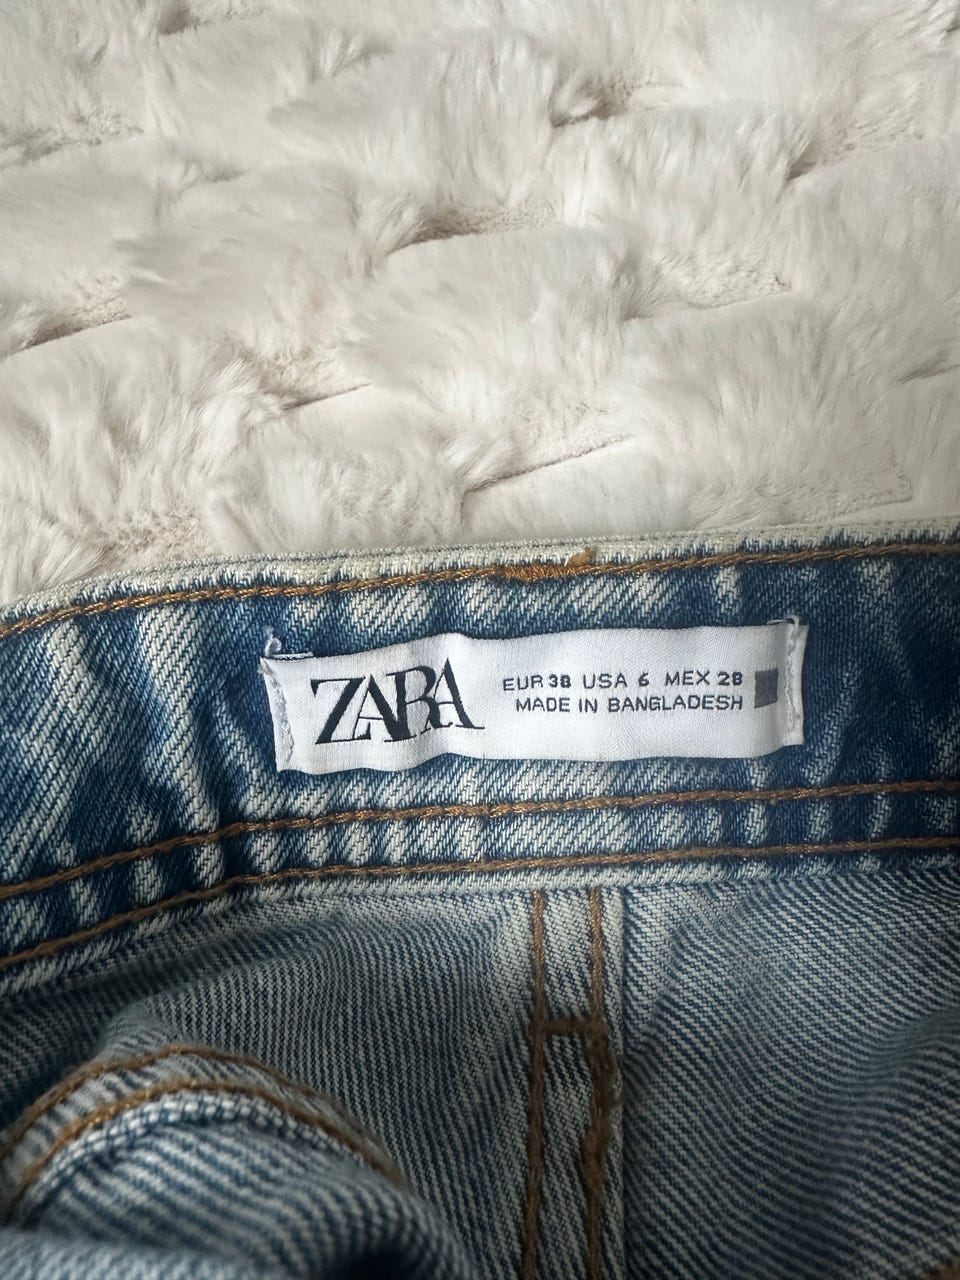 ZARA
EUR 38 USA 6 MEX 28
MADE IN BANGLADESH